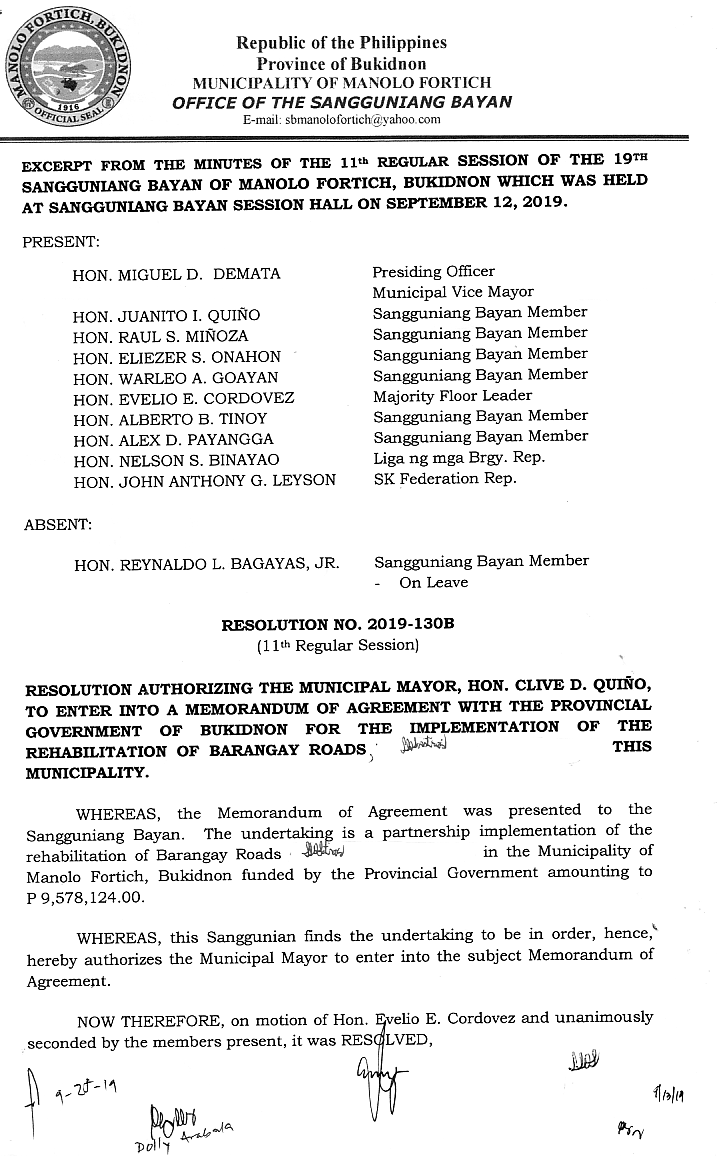 MANOLO FORTICH, BUKIDNON
1916
OFFICIAL SEAL
Republic of the Philippines
Province of Bukidnon
MUNICIPALITY OF MANOLO FORTICH
OFFICE OF THE SANGGUNIANG BAYAN
E-mail: sbmanolofortich@yahoo.com
EXCERPT FROM THE MINUTES OF THE 11th REGULAR SESSION OF THE 19TH
SANGGUNIANG BAYAN OF MANOLO FORTICH, BUKIDNON WHICH WAS HELD
AT SANGGUNIANG BAYAN SESSION HALL ON SEPTEMBER 12, 2019.
PRESENT:
HON. MIGUEL D. DEMATA Presiding Officer
Municipal Vice Mayor
HON. JUANITO I. QUIÑO Sangguniang Bayan Member
HON. RAUL S. MIÑOZA Sangguniang Bayan Member
HON. ELIEZER S. ONAHON Sangguniang Bayan Member
HON. WARLEO A. GOAYAN Sangguniang Bayan Member
HON. EVELIO E. CORDOVEZ Majority Floor Leader
HON. ALBERTO B. TINOY Sangguniang Bayan Member
HON. ALEX D. PAYANGGA Sangguniang Bayan Member
HON. NELSON S. BINAYAO Liga ng mga Brgy. Rep.
HON. JOHN ANTHONY G. LEYSON SK Federation Rep.
ABSENT:
HON. REYNALDO L. BAGAYAS, JR. Sangguniang Bayan Member
- On Leave
RESOLUTION NO. 2019-130B
(11th Regular Session)
RESOLUTION AUTHORIZING THE MUNICIPAL MAYOR, HON. CLIVE D. QUIÑO,
TO ENTER INTO A MEMORANDUM OF AGREEMENT WITH THE PROVINCIAL
GOVERNMENT OF BUKIDNON FOR THE IMPLEMENTATION OF THE
REHABILITATION OF BARANGAY ROADS, THIS
MUNICIPALITY.
WHEREAS, the Memorandum of Agreement was presented to the
Sangguniang Bayan. The undertaking is a partnership implementation of the
rehabilitation of Barangay Roads in the Municipality of
Manolo Fortich, Bukidnon funded by the Provincial Government amounting to
P 9,578,124.00.
WHEREAS, this Sanggunian finds the undertaking to be in order, hence,
hereby authorizes the Municipal Mayor to enter into the subject Memorandum of
Agreement.
NOW THEREFORE, on motion of Hon. Evelio E. Cordovez and unanimously
seconded by the members present, it was RESOLVED,
9-25-19
9/13/19
Dolly Arabala